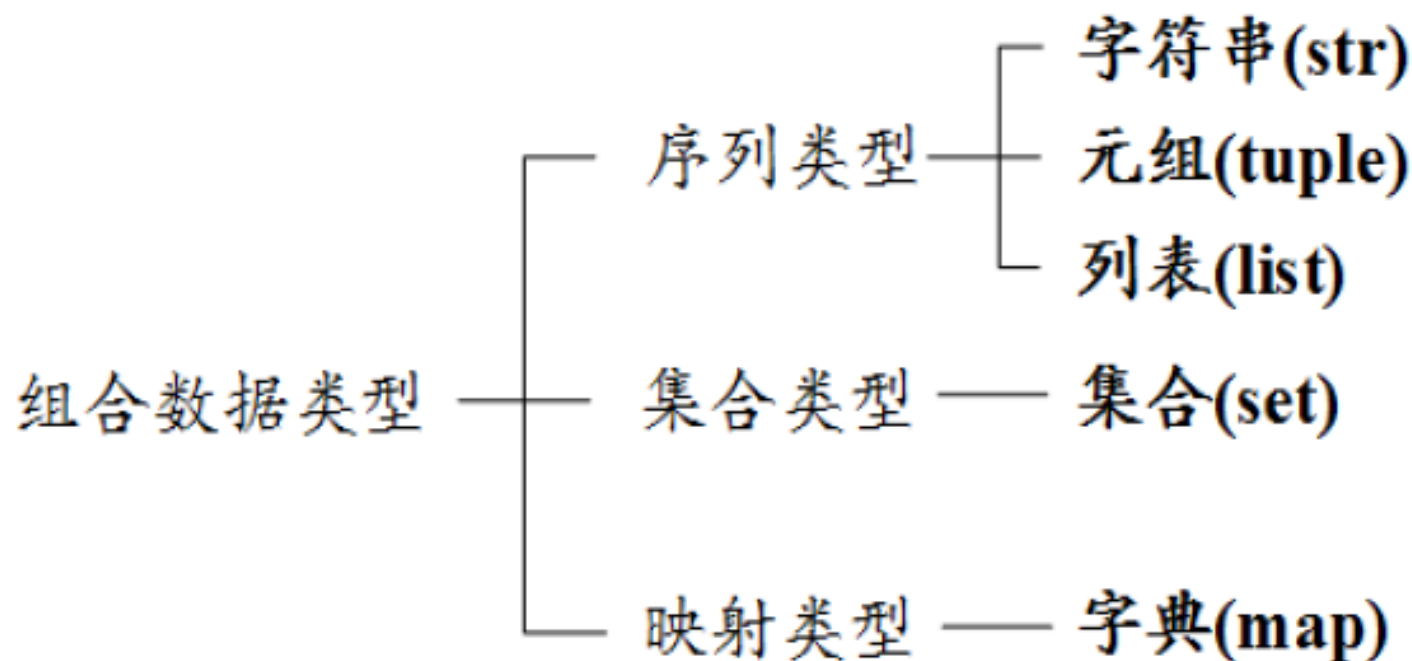 组合数据类型
序列类型
字符串(str)
元组(tuple)
列表(list)
集合类型
集合(set)
映射类型
字典(map)